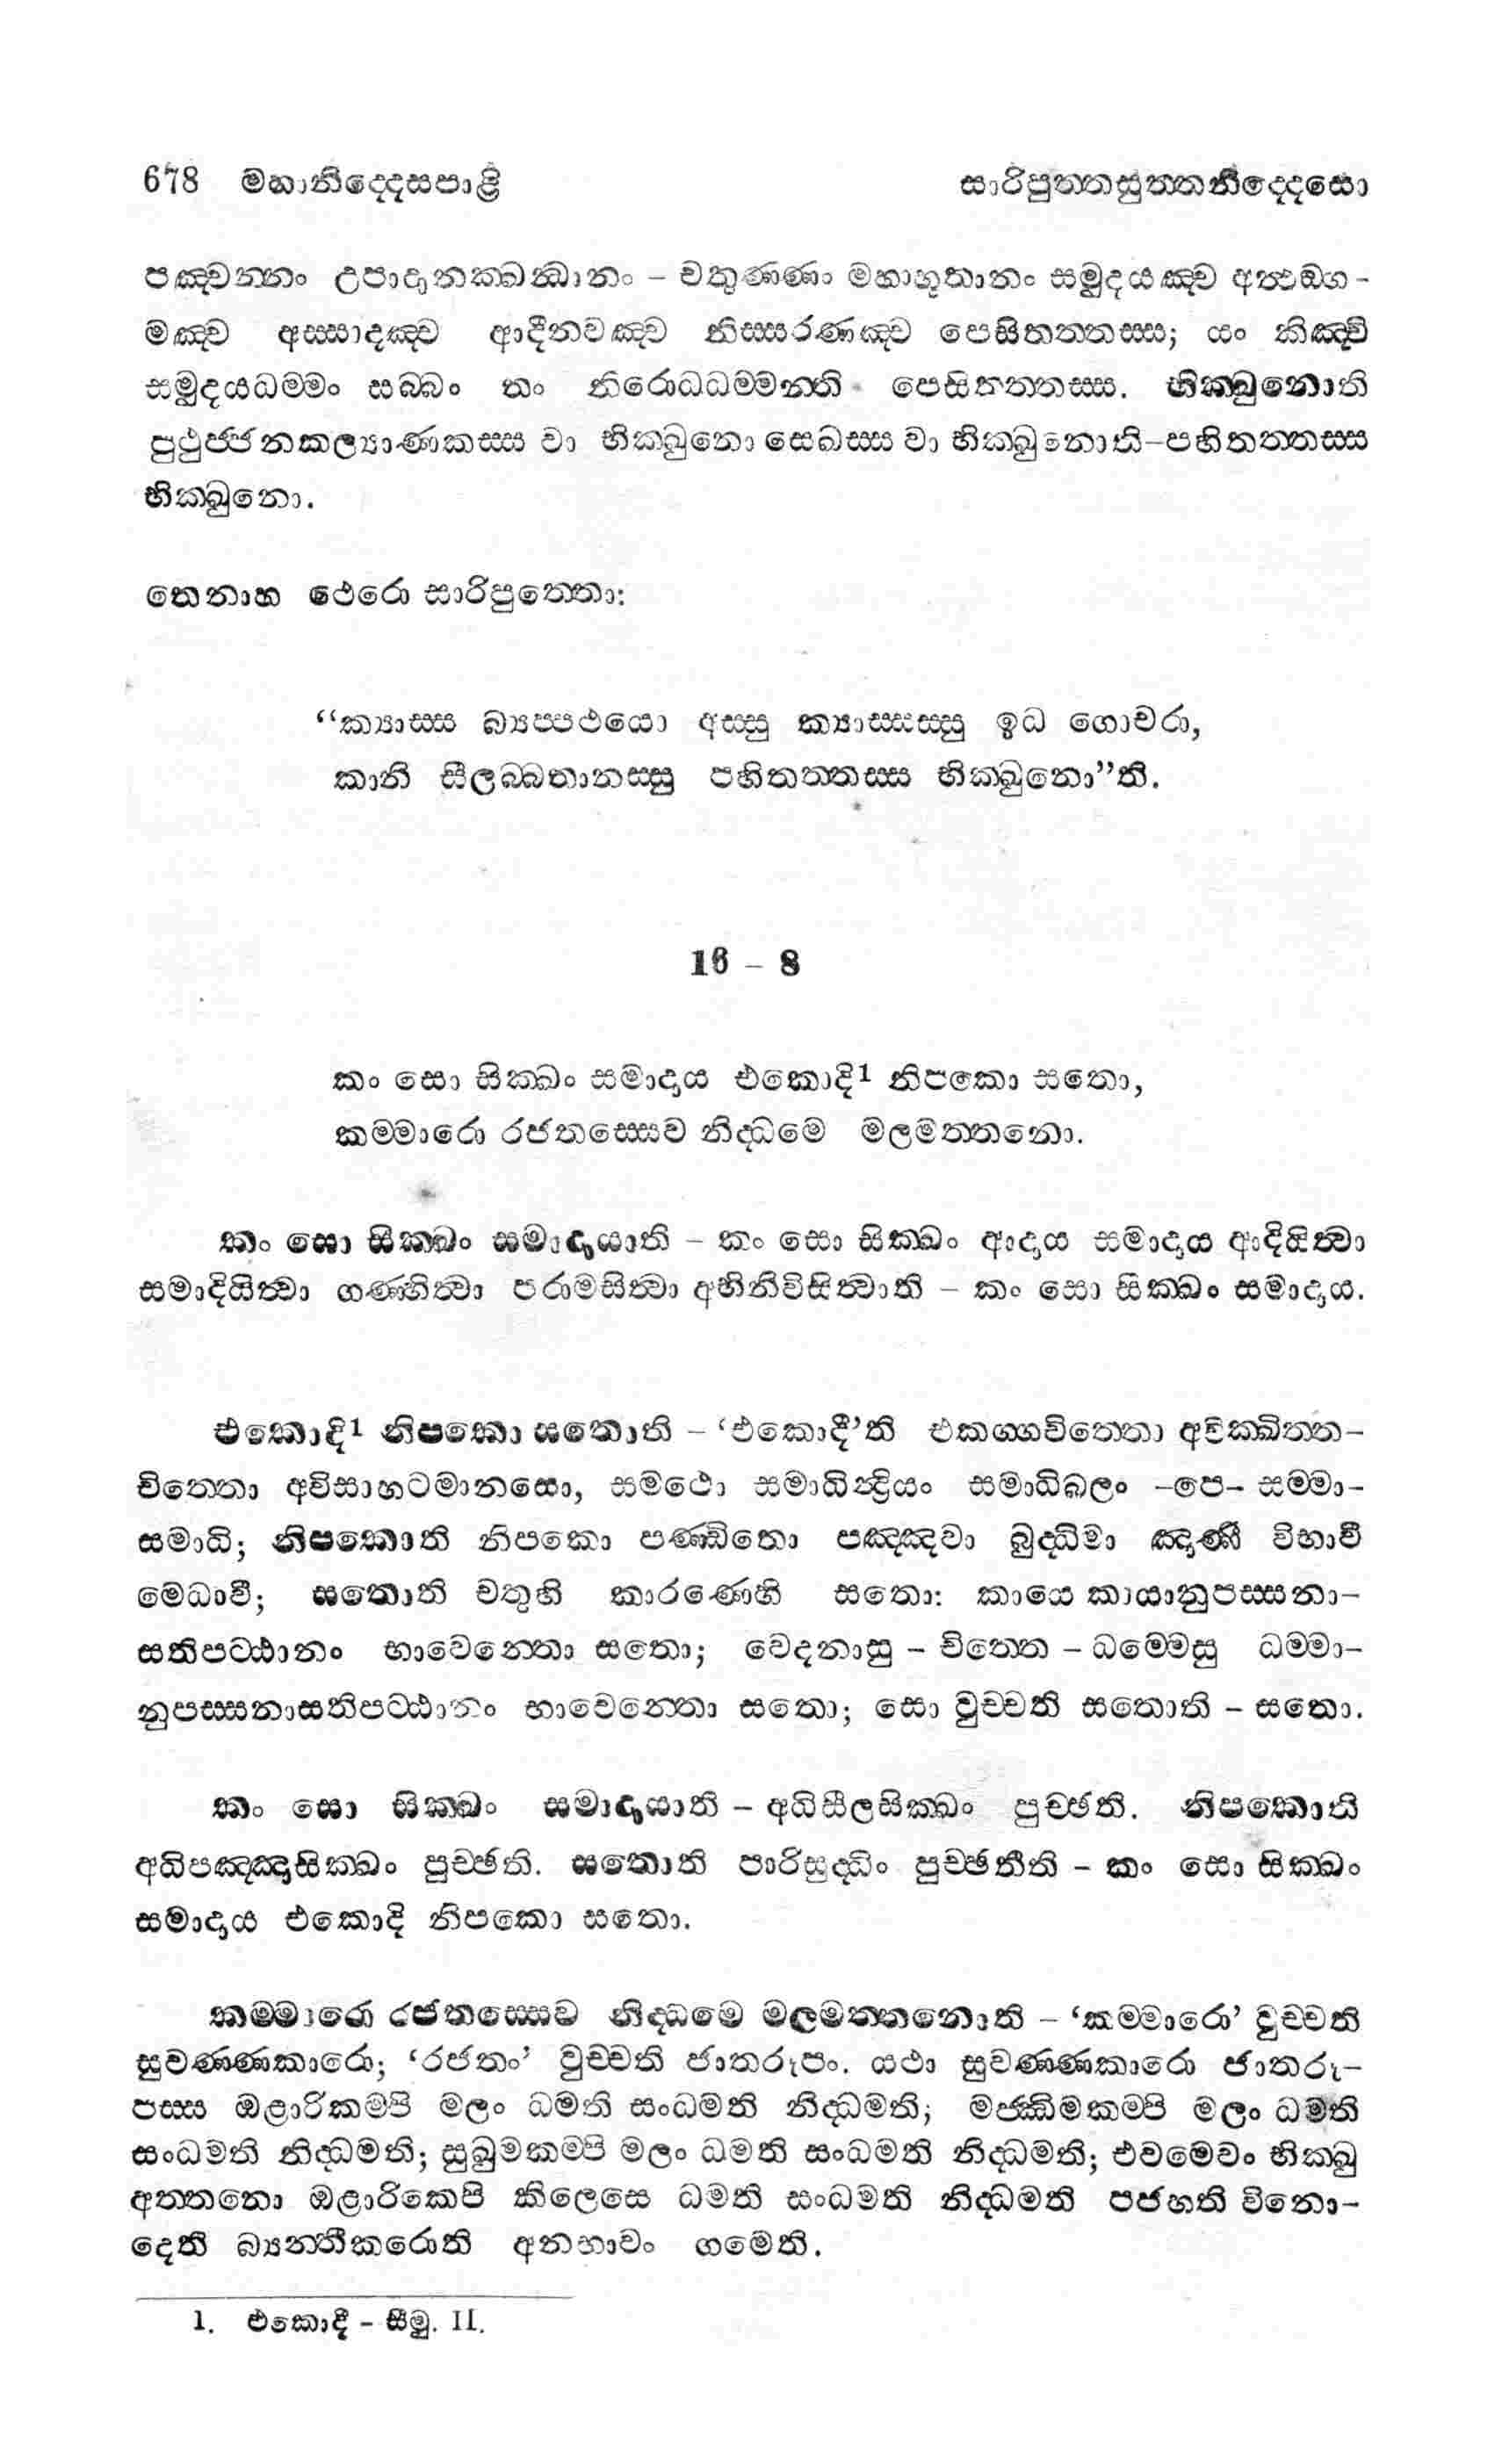 678 මහානිද්දෙසපාළි සාරිපුත්තසුත්තනිද්දෙසො
පඤ්චන්නං උපාදානක්ඛන්ධානං – චතුණ්ණං මහාභූතානං සමුදයඤ්ච අත්ථඞ්ග-
මඤ්ච අස්සාදඤ්ච ආදීනවඤ්ච නිස්සරණඤ්ච පෙසිතත්තස්ස; යං කිඤ්චි
සමුදයධම්මං සබ්බං තං නිරොධධම්මන්ති පෙසිතත්තස්ස. භික්ඛුනොති
පුථුජ්ජනකල්‍යාණකස්ස වා භික්ඛුනො සෙඛස්ස වා භික්ඛුනොති–පහිතත්තස්ස
භික්ඛුනො.
තෙනාහ ථෙරො සාරිපුත්තො:
“ක්‍යාස්ස බ්‍යප්පථයො අස්සු ක්‍යාස්සස්සු ඉධ ගොචරා,
කානි සීලබ්බතානස්සු පහිතත්තස්ස භික්ඛුනො”ති.
16 – 8
කං සො සික්ඛං සමාදාය එකොදි1 නිපකො සතො,
කම්මාරො රජතස්සෙව නිද්ධමෙ මලමත්තනො.
කං සො සික්ඛං සමාදායාති – කං සො සික්ඛං ආදාය සමාදාය ආදියිත්වා
සමාදියිත්වා ගණ්හිත්වා පරාමසිත්වා අභිනිවිසිත්වාති – කං සො සික්ඛං සමාදාය.
එකොදි1 නිපකො සතොති – ‘එකොදී’ති එකග්ගචිත්තො අවික්ඛිත්ත-
චිත්තො අවිසාහටමානසො, සමථො සමාධින්ද්‍රියං සමාධිබලං –පෙ– සම්මා-
සමාධි; නිපකොති නිපකො පණ්ඩිතො පඤ්ඤවා බුද්ධිමා ඤාණී විභාවී
මෙධාවී; සතොති චතුහි කාරණෙහි සතො: කායෙ කායානුපස්සනා-
සතිපට්ඨානං භාවෙන්තො සතො; වෙදනාසු – චිත්තෙ – ධම්මෙසු ධම්මා-
නුපස්සනාසතිපට්ඨානං භාවෙන්තො සතො; සො වුච්චති සතොති – සතො.
කං සො සික්ඛං සමාදායාති – අධිසීලසික්ඛං පුච්ඡති. නිපකොති
අධිපඤ්ඤාසික්ඛං පුච්ඡති. සතොති පාරිසුද්ධිං පුච්ඡතීති – කං සො සික්ඛං
සමාදාය එකොදි නිපකො සතො.
කම්මාරො රජතස්සෙව නිද්ධමෙ මලමත්තනොති – ‘කම්මාරො’ වුච්චති
සුවණ්ණකාරො; ‘රජතං’ වුච්චති ජාතරූපං. යථා සුවණ්ණකාරො ජාතරූ-
පස්ස ඔළාරිකම්පි මලං ධමති සංධමති නිද්ධමති; මජ්ඣිමකම්පි මලං ධමති
සංධමති නිද්ධමති; සුඛුමකම්පි මලං ධමති සංධමති නිද්ධමති; එවමෙවං භික්ඛු
අත්තනො ඔළාරිකෙපි කිලෙසෙ ධමති සංධමති නිද්ධමති පජහති විනො-
දෙති බ්‍යන්තීකරොති අනභාවං ගමෙති.
1. එකොදී – සීමු. II.